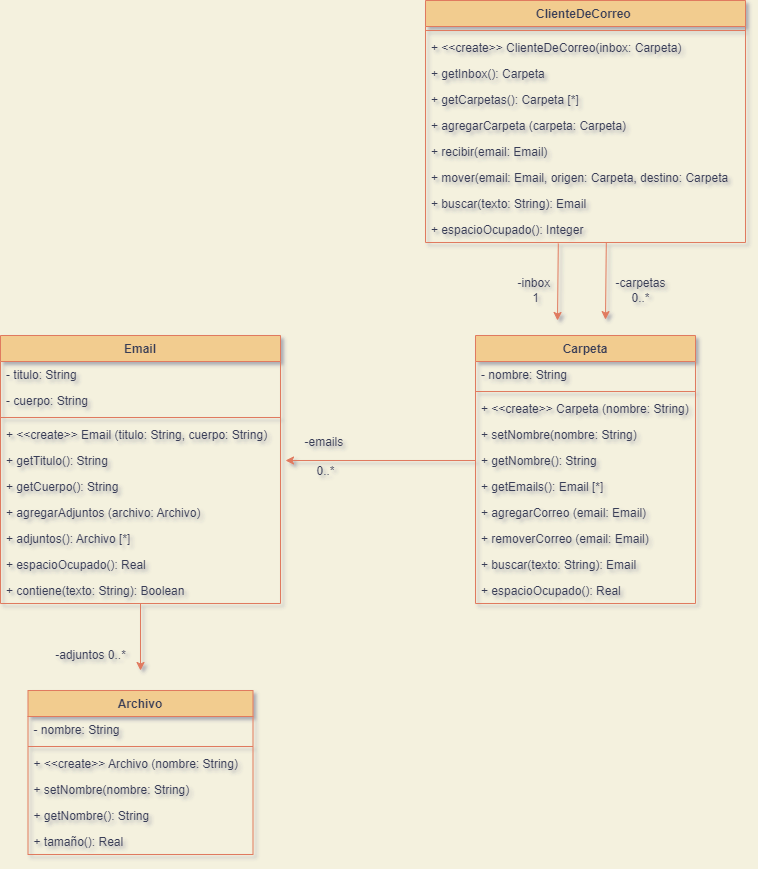 ClienteDeCorreo
+ <<create>> ClienteDeCorreo(inbox: Carpeta)
+ getInbox(): Carpeta
+ getCarpetas(): Carpeta [*]
+ agregarCarpeta (carpeta: Carpeta)
+ recibir(email: Email)
+ mover(email: Email, origen: Carpeta, destino: Carpeta
+ buscar(texto: String): Email
+ espacioOcupado(): Integer
-inbox
1
-carpetas
0..*
Email
- titulo: String
- cuerpo: String
+ <<create>> Email (titulo: String, cuerpo: String)
+ getTitulo(): String
+ getCuerpo(): String
+ agregarAdjuntos (archivo: Archivo)
+ adjuntos(): Archivo [*]
+ espacioOcupado(): Real
+ contiene(texto: String): Boolean
-emails
0..*
Carpeta
- nombre: String
+ <<create>> Carpeta (nombre: String)
+ setNombre(nombre: String)
+ getNombre(): String
+ getEmails(): Email [*]
+ agregarCorreo (email: Email)
+ removerCorreo (email: Email)
+ buscar(texto: String): Email
+ espacioOcupado(): Real
-adjuntos 0..*
Archivo
- nombre: String
+ <<create>> Archivo (nombre: String)
+ setNombre(nombre: String)
+ getNombre(): String
+ tamaño(): Real